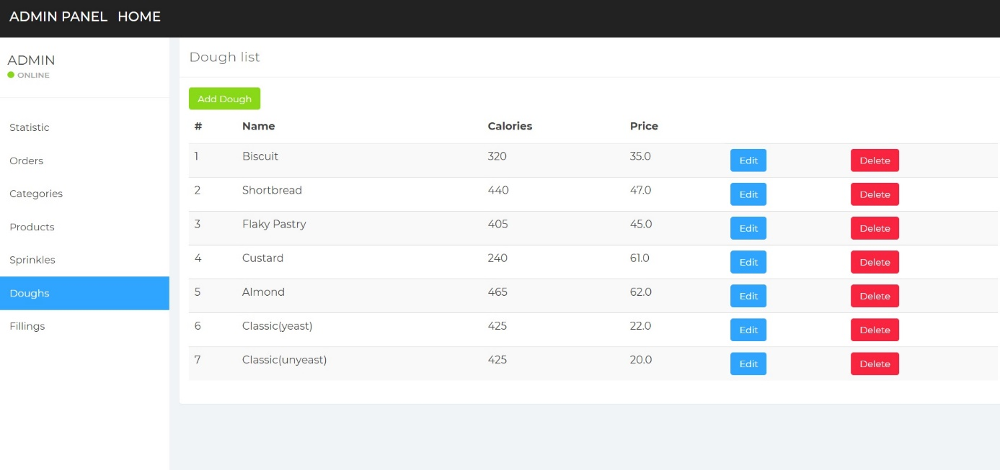 ADMIN PANEL HOME
ADMIN
ONLINE
Statistic
Orders
Categories
Products
Sprinkles
Doughs
Fillings
Dough list
Add Dough
# Name Calories Price
1 Biscuit 320 35.0 Edit Delete
2 Shortbread 440 47.0 Edit Delete
3 Flaky Pastry 405 45.0 Edit Delete
4 Custard 240 61.0 Edit Delete
5 Almond 465 62.0 Edit Delete
6 Classic(yeast) 425 22.0 Edit Delete
7 Classic(unyeast) 425 20.0 Edit Delete